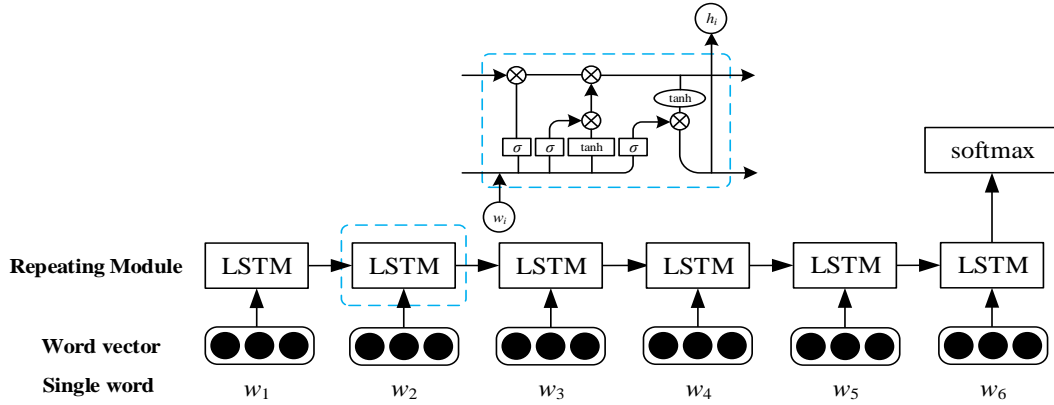 h_i
tanh
σ σ tanh σ
w_i
softmax
Repeating Module LSTM LSTM LSTM LSTM LSTM LSTM
Word vector
Single word w_1 w_2 w_3 w_4 w_5 w_6